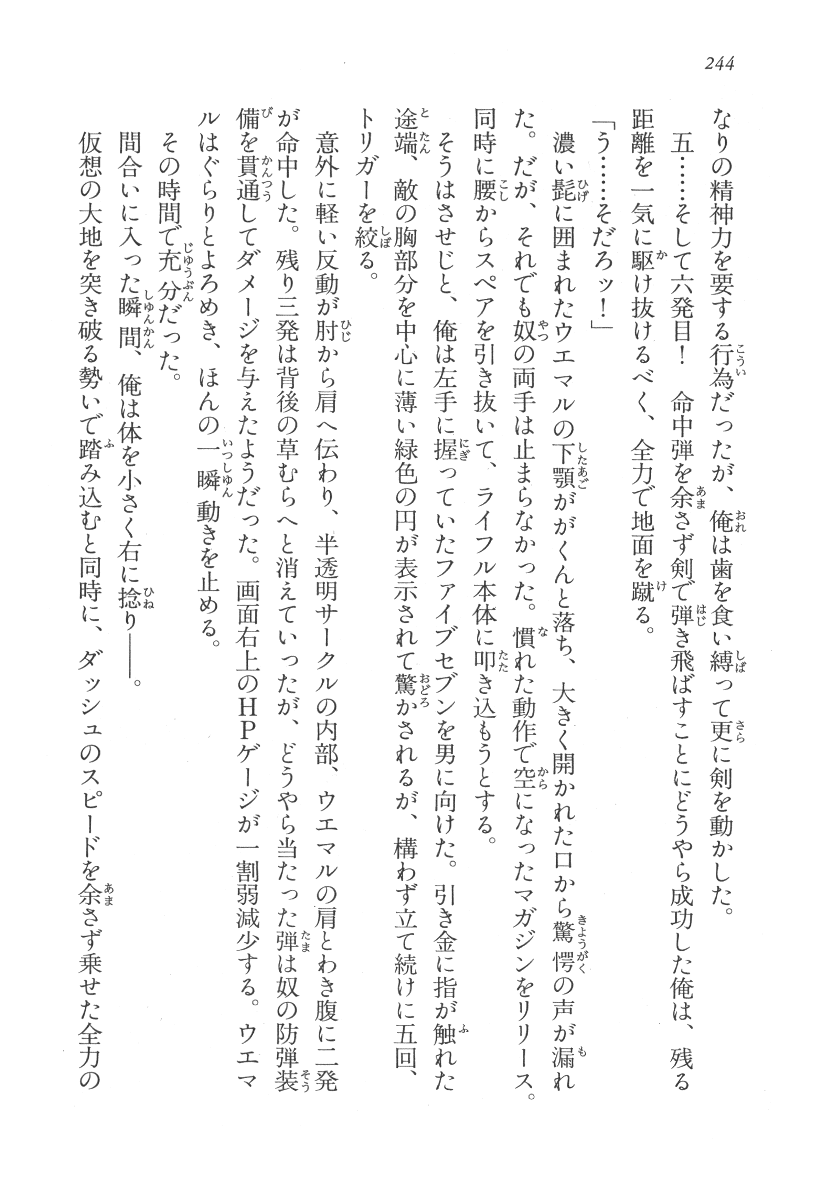 244
なりの精神力を要する行為だったが、俺は歯を食い縛って更に剣を動かした。
五……そして六発目！　命中弾を余さず剣で弾き飛ばすことにどうやら成功した俺は、残る
距離を一気に駆け抜けるべく、全力で地面を蹴る。
「う……そだろッ！」
濃い髭に囲まれたウエマルの下顎ががくんと落ち、大きく開かれた口から驚愕の声が漏れ
た。だが、それでも奴の両手は止まらなかった。慣れた動作で空になったマガジンをリリース。
同時に腰からスペアを引き抜いて、ライフル本体に叩き込もうとする。
そうはさせじと、俺は左手に握っていたファイブセブンを男に向けた。引き金に指が触れた
途端、敵の胸部分を中心に薄い緑色の円が表示されて驚かされるが、構わず立て続けに五回、
トリガーを絞る。
意外に軽い反動が肘から肩へ伝わり、半透明サークルの内部、ウエマルの肩とわき腹に二発
が命中した。残り三発は背後の草むらへと消えていったが、どうやら当たった弾は奴の防弾装
備を貫通してダメージを与えたようだった。画面右上のHPゲージが一割弱減少する。ウエマ
ルはぐらりとよろめき、ほんの一瞬動きを止める。
その時間で充分だった。
間合いに入った瞬間、俺は体を小さく右に捻り――。
仮想の大地を突き破る勢いで踏み込むと同時に、ダッシュのスピードを余さず乗せた全力の